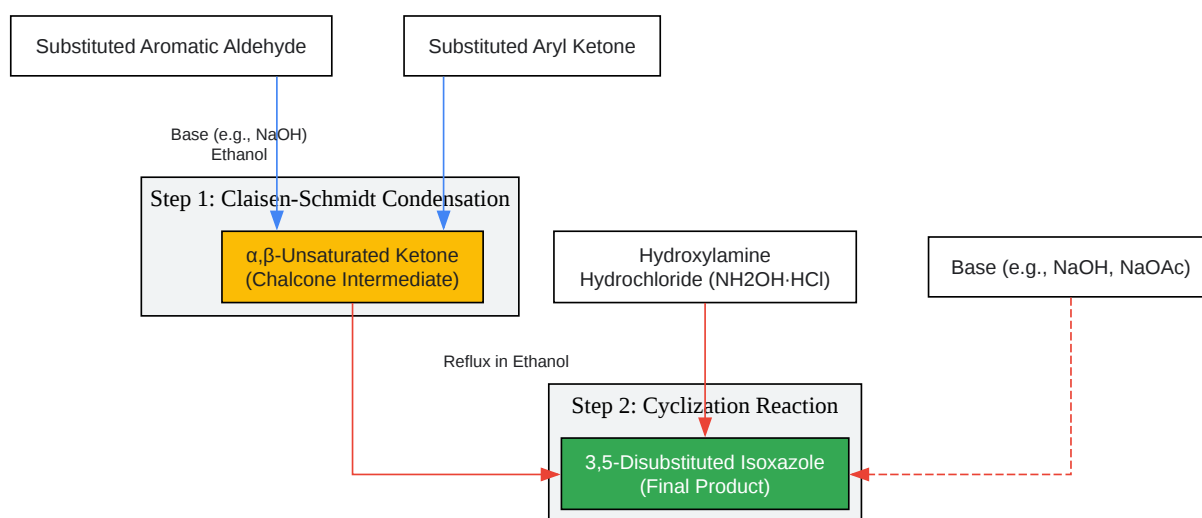 Substituted Aromatic Aldehyde
Substituted Aryl Ketone
Base (e.g., NaOH)
Ethanol
Step 1: Claisen-Schmidt Condensation
α,β-Unsaturated Ketone
(Chalcone Intermediate)
Hydroxylamine
Hydrochloride (NH2OH·HCl)
Base (e.g., NaOH, NaOAc)
Reflux in Ethanol
Step 2: Cyclization Reaction
3,5-Disubstituted Isoxazole
(Final Product)